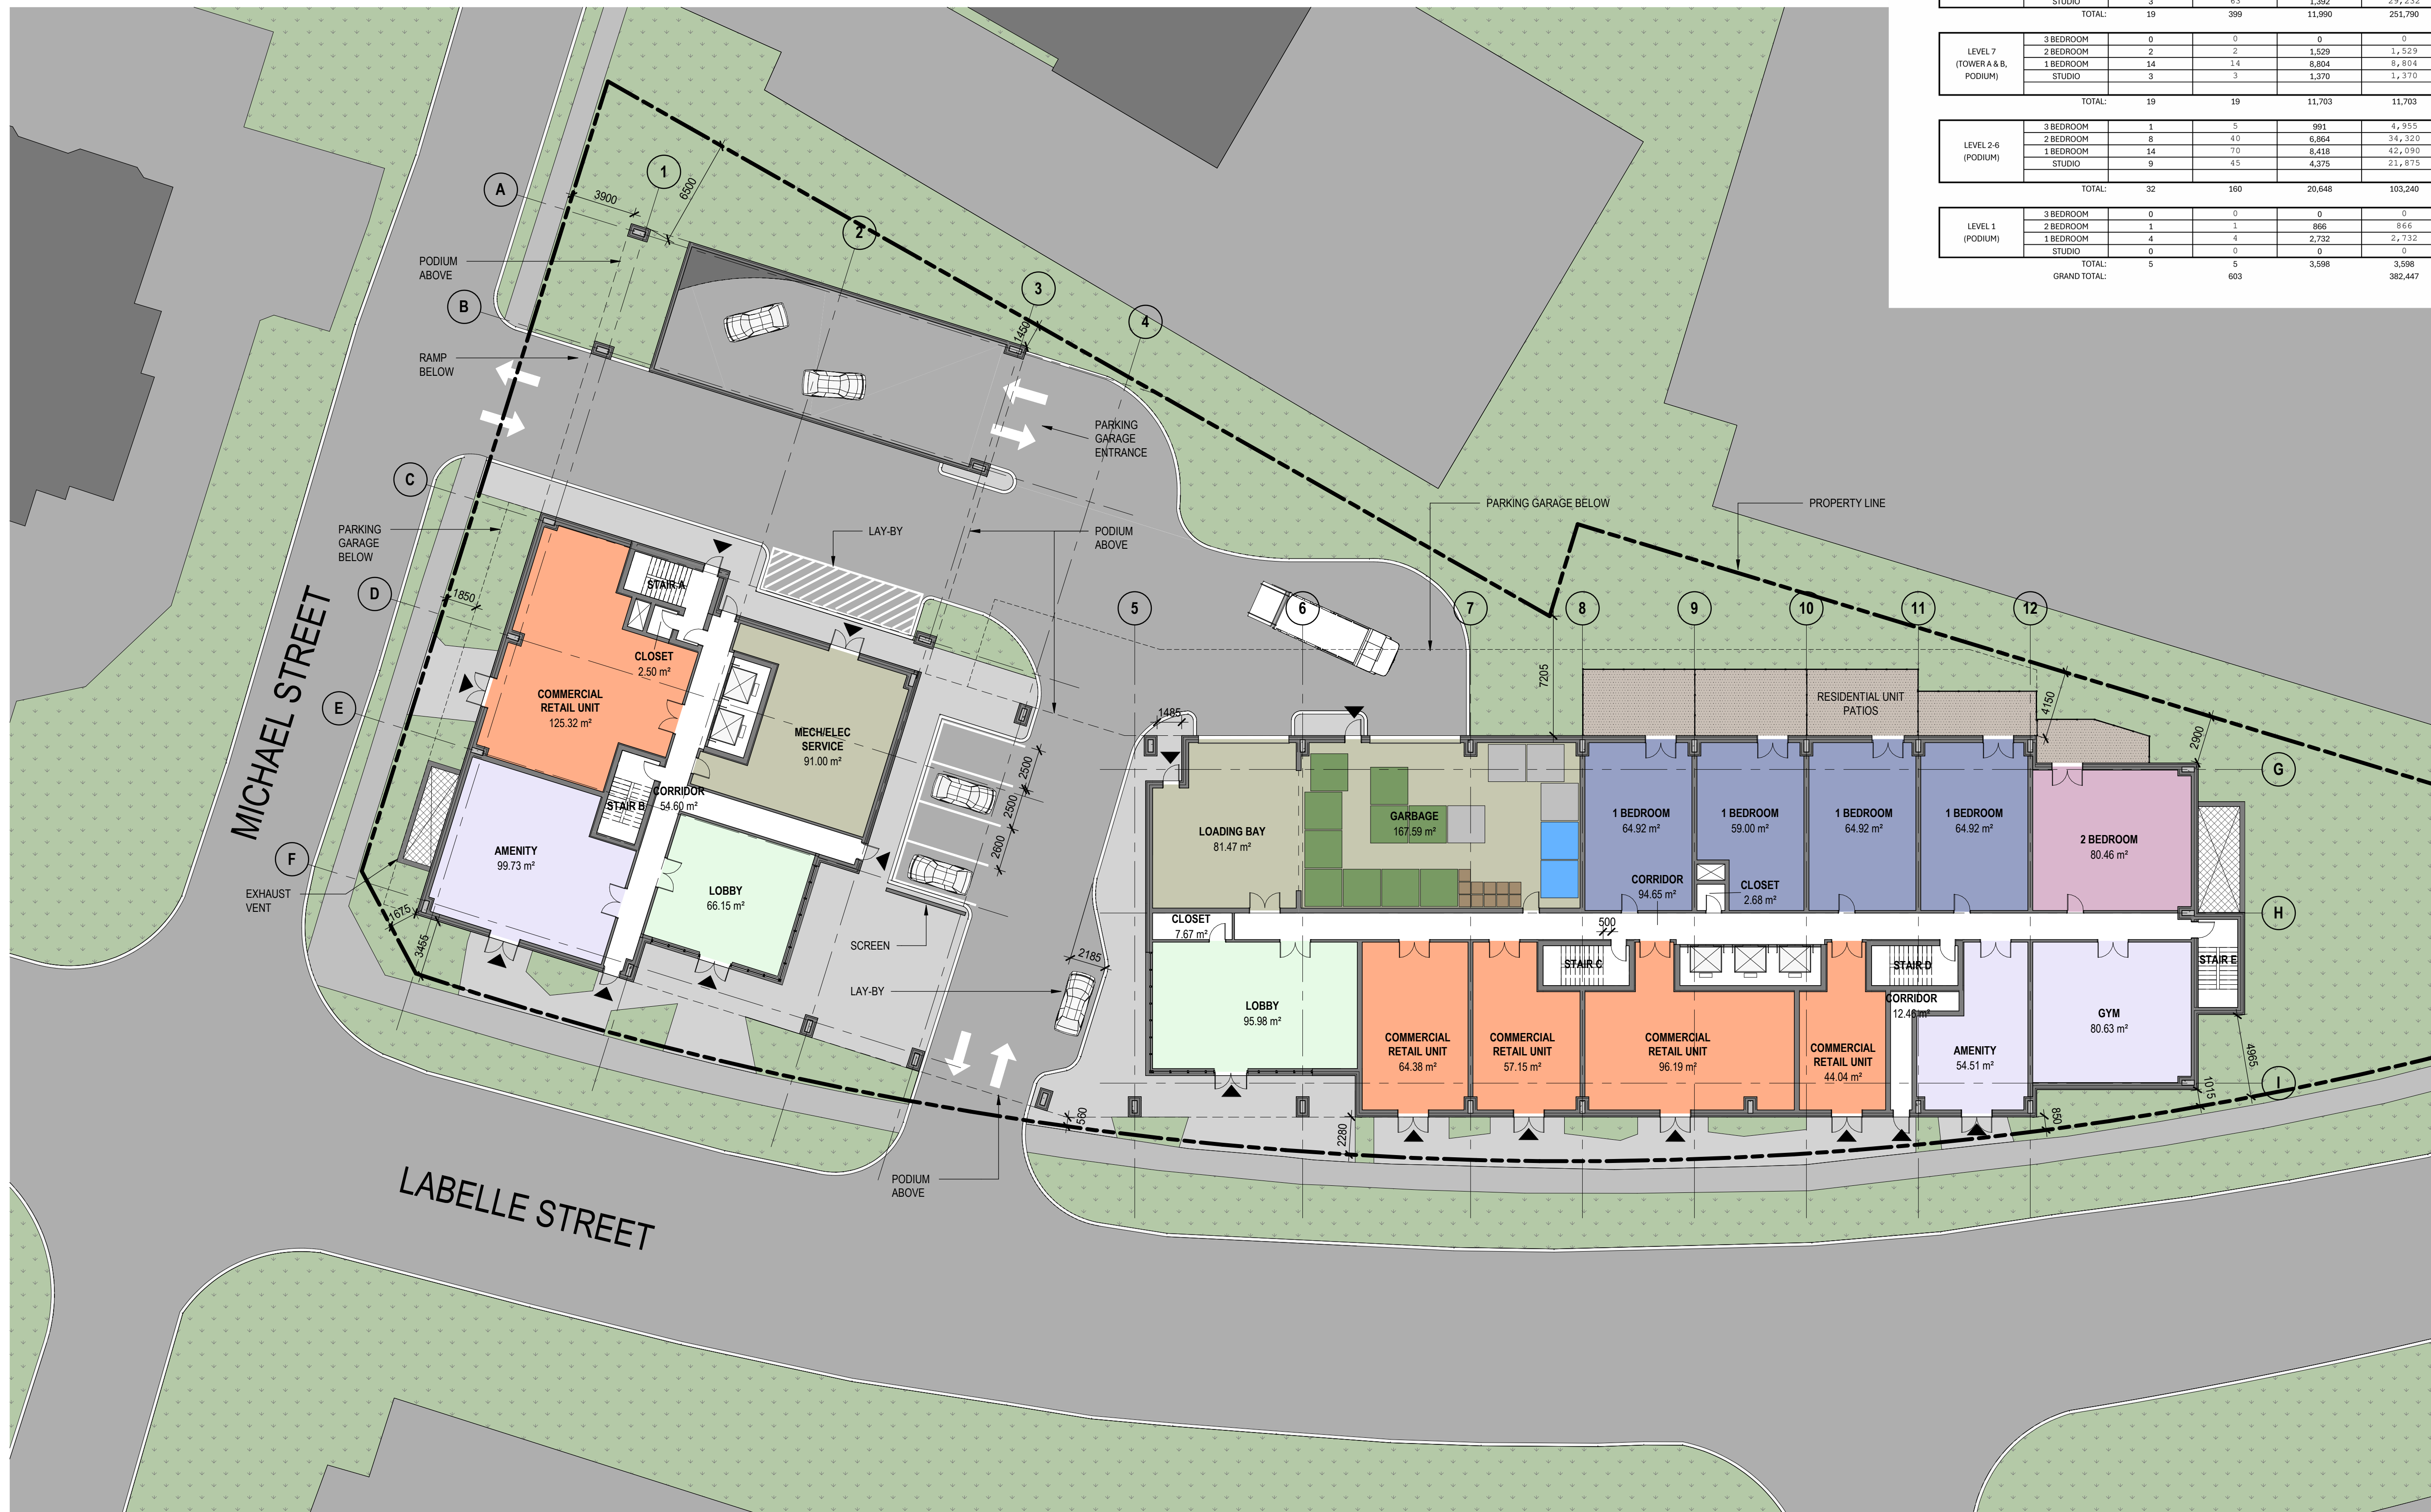 STUDIO 3 63 1,392 29,232
TOTAL: 19 399 11,990 251,790
LEVEL 7
(TOWER A & B,
PODIUM)
3 BEDROOM 0 0 0 0
2 BEDROOM 2 2 1,529 1,529
1 BEDROOM 14 14 8,804 8,804
STUDIO 3 3 1,370 1,370
TOTAL: 19 19 11,703 11,703
LEVEL 2-6
(PODIUM)
3 BEDROOM 1 5 991 4,955
2 BEDROOM 8 40 6,864 34,320
1 BEDROOM 14 70 8,418 42,090
STUDIO 9 45 4,375 21,875
TOTAL: 32 160 20,648 103,240
LEVEL 1
(PODIUM)
3 BEDROOM 0 0 0 0
2 BEDROOM 1 1 866 866
1 BEDROOM 4 4 2,732 2,732
STUDIO 0 0 0 0
TOTAL: 5 5 3,598 3,598
GRAND TOTAL: 603 382,447
1
A
3900
6500
2
PODIUM
ABOVE
B
3
1450
4
RAMP
BELOW
PARKING
GARAGE
ENTRANCE
C
PARKING
GARAGE
BELOW
LAY-BY
PODIUM
ABOVE
PARKING GARAGE BELOW
PROPERTY LINE
D
1850
STAIR A
5
6
7
8
9
10
11
12
MICHAEL STREET
CLOSET
2.50 m²
COMMERCIAL
RETAIL UNIT
125.32 m²
E
MECH/ELEC
SERVICE
91.00 m²
7205
RESIDENTIAL UNIT
PATIOS
4150
1485
2900
2500
2500
2600
G
CORRIDOR
54.60 m²
STAIR B
LOADING BAY
81.47 m²
GARBAGE
167.59 m²
1 BEDROOM
64.92 m²
1 BEDROOM
59.00 m²
1 BEDROOM
64.92 m²
1 BEDROOM
64.92 m²
2 BEDROOM
80.46 m²
AMENITY
99.73 m²
F
LOBBY
66.15 m²
EXHAUST
VENT
1675
3455
SCREEN
CORRIDOR
94.65 m²
CLOSET
2.68 m²
H
CLOSET
7.67 m²
500
2185
LAY-BY
STAIR C
STAIR D
STAIR E
LOBBY
95.98 m²
CORRIDOR
12.46 m²
COMMERCIAL
RETAIL UNIT
64.38 m²
COMMERCIAL
RETAIL UNIT
57.15 m²
COMMERCIAL
RETAIL UNIT
96.19 m²
COMMERCIAL
RETAIL UNIT
44.04 m²
AMENITY
54.51 m²
GYM
80.63 m²
4965
1015
I
560
2280
850
PODIUM
ABOVE
LABELLE STREET